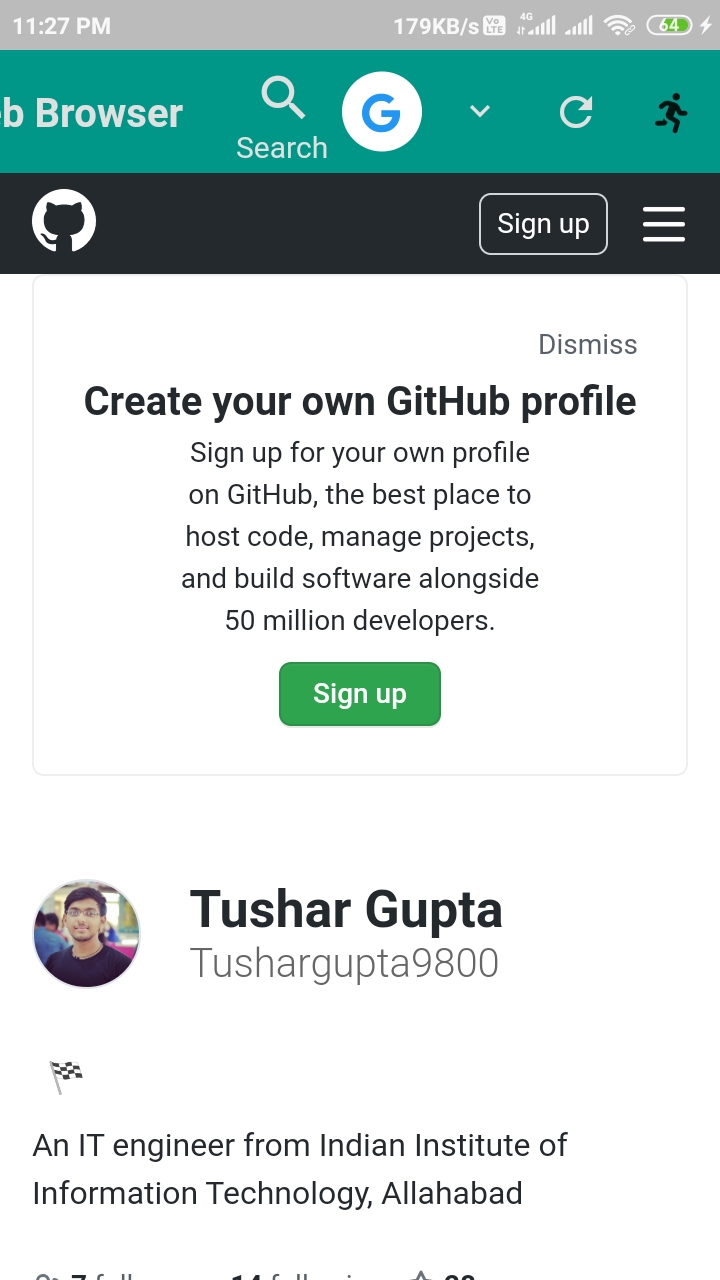 11:27 PM 179KB/s Vo LTE 4G 64
b Browser
Search
Sign up
Dismiss
Create your own GitHub profile
Sign up for your own profile
on GitHub, the best place to
host code, manage projects,
and build software alongside
50 million developers.
Sign up
Tushar Gupta
Tushargupta9800
An IT engineer from Indian Institute of
Information Technology, Allahabad